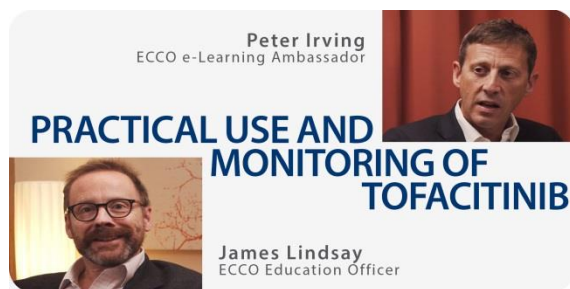 Peter Irving
ECCO e-Learning Ambassador
PRACTICAL USE AND
MONITORING OF
TOFACITINIB
James Lindsay
ECCO Education Officer